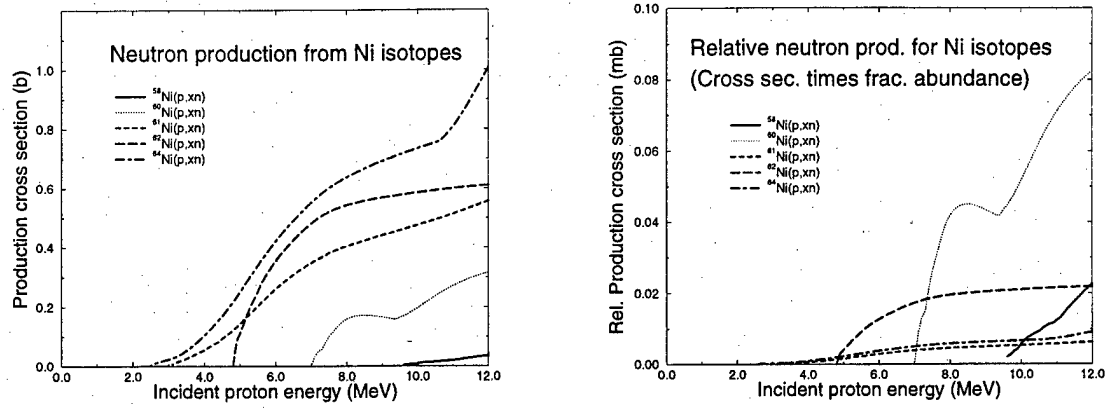 Neutron production from Ni isotopes
Production cross section (b)
1.0
0.8
0.6
0.4
0.2
0.0
⁵⁸Ni(p,xn)
⁶⁰Ni(p,xn)
⁶¹Ni(p,xn)
⁶²Ni(p,xn)
⁶⁴Ni(p,xn)
0.0 2.0 4.0 6.0 8.0 10.0 12.0
Incident proton energy (MeV)
Relative neutron prod. for Ni isotopes
(Cross sec. times frac. abundance)
Rel. Production cross section (mb)
0.10
0.08
0.06
0.04
0.02
0.00
⁵⁸Ni(p,xn)
⁶⁰Ni(p,xn)
⁶¹Ni(p,xn)
⁶²Ni(p,xn)
⁶⁴Ni(p,xn)
0.0 2.0 4.0 6.0 8.0 10.0 12.0
Incident proton energy (MeV)